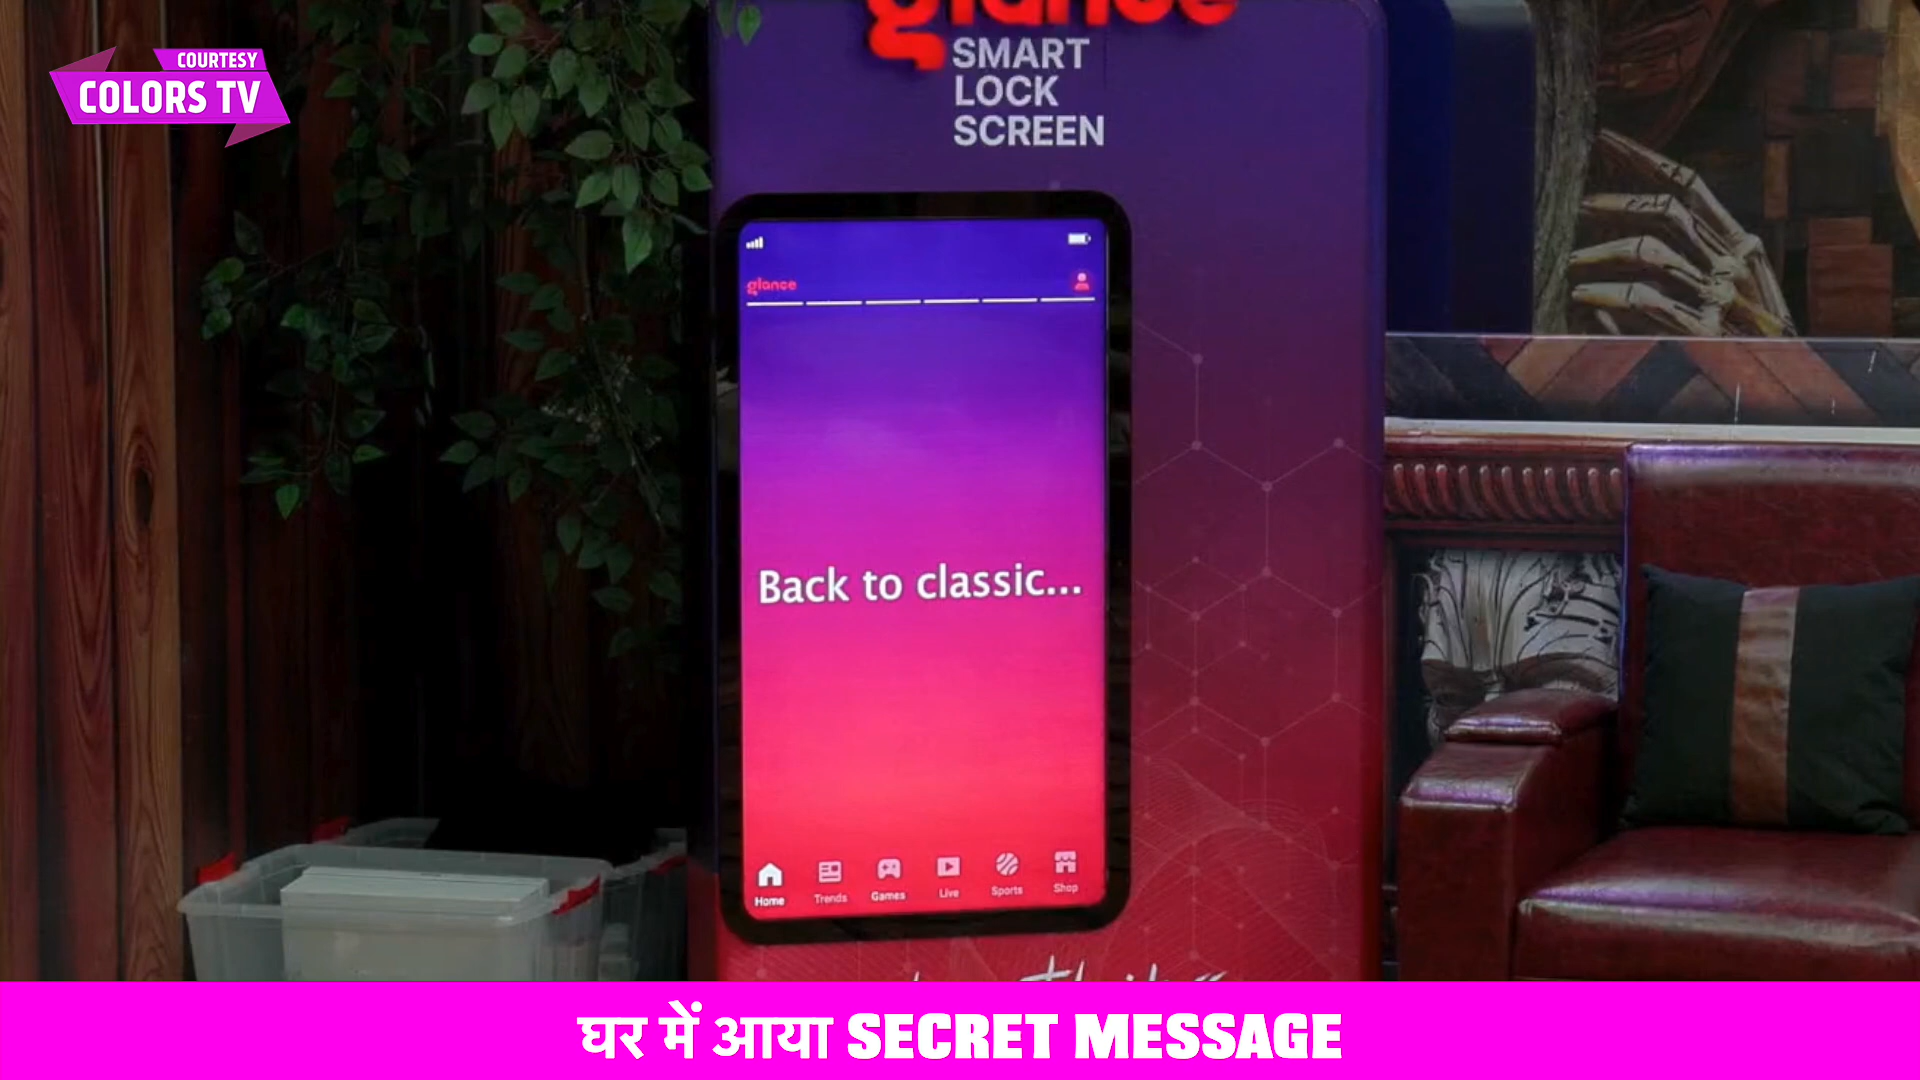 COURTESY
COLORS TV
glance
SMART
LOCK
SCREEN
glance
Back to classic...
Home Trends Games Live Sports Shop
घर में आया SECRET MESSAGE